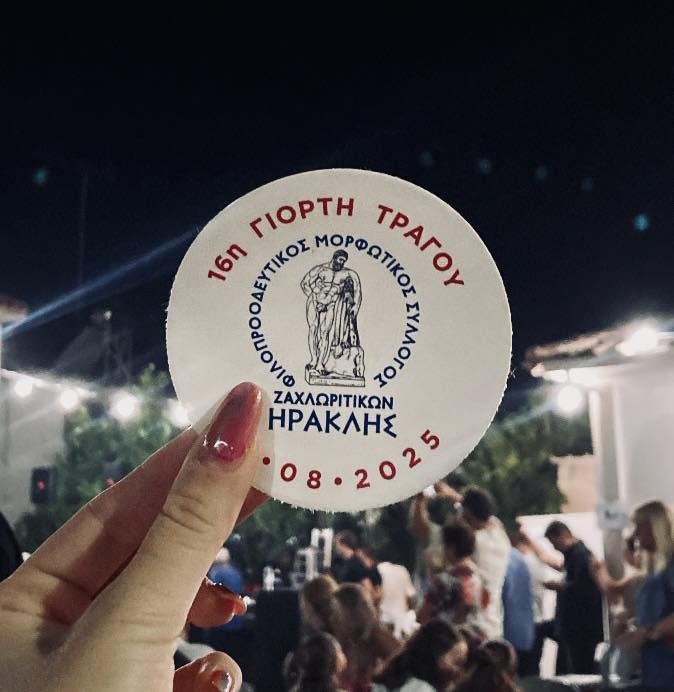 16η ΓΙΟΡΤΗ ΤΡΑΓΟΥ
ΦΙΛΟΠΡΟΟΔΕΥΤΙΚΟΣ ΜΟΡΦΩΤΙΚΟΣ ΣΥΛΛΟΓΟΣ
ΖΑΧΛΩΡΙΤΙΚΩΝ
ΗΡΑΚΛΗΣ
•08•2025